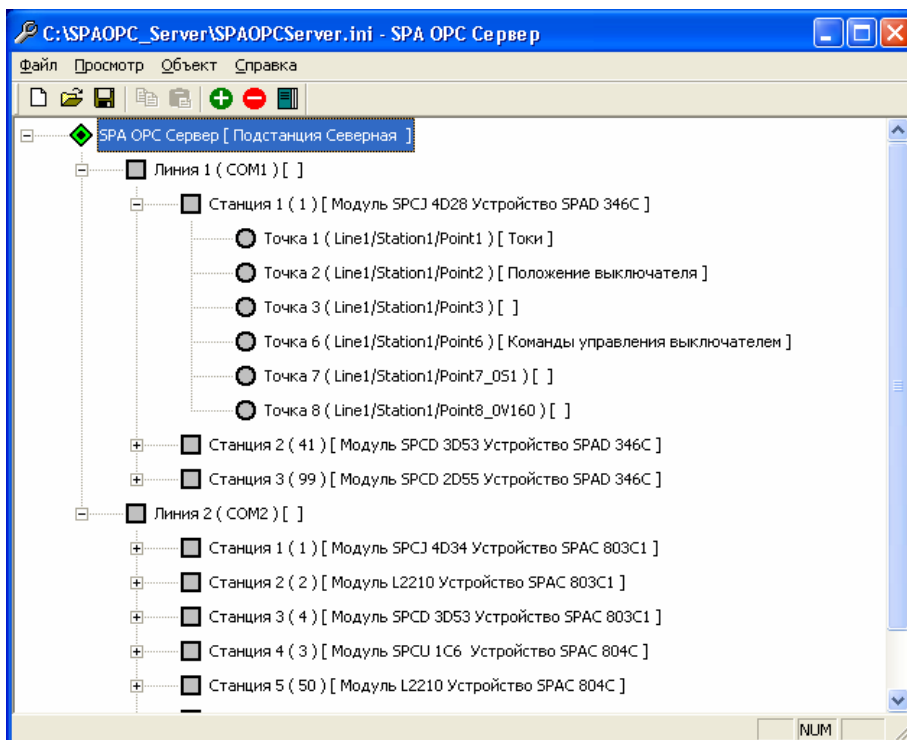 C:\SPAOPC_Server\SPAOPCServer.ini - SPA OPC Сервер
Файл Просмотр Объект Справка
SPA OPC Сервер [ Подстанция Северная ]
Линия 1 ( COM1 ) [ ]
Станция 1 ( 1 ) [ Модуль SPCJ 4D28 Устройство SPAD 346C ]
Точка 1 ( Line1/Station1/Point1 ) [ Токи ]
Точка 2 ( Line1/Station1/Point2 ) [ Положение выключателя ]
Точка 3 ( Line1/Station1/Point3 ) [ ]
Точка 6 ( Line1/Station1/Point6 ) [ Команды управления выключателем ]
Точка 7 ( Line1/Station1/Point7_0S1 ) [ ]
Точка 8 ( Line1/Station1/Point8_0V160 ) [ ]
Станция 2 ( 41 ) [ Модуль SPCD 3D53 Устройство SPAD 346C ]
Станция 3 ( 99 ) [ Модуль SPCD 2D55 Устройство SPAD 346C ]
Линия 2 ( COM2 ) [ ]
Станция 1 ( 1 ) [ Модуль SPCJ 4D34 Устройство SPAC 803C1 ]
Станция 2 ( 2 ) [ Модуль L2210 Устройство SPAC 803C1 ]
Станция 3 ( 4 ) [ Модуль SPCD 3D53 Устройство SPAC 803C1 ]
Станция 4 ( 3 ) [ Модуль SPCU 1C6 Устройство SPAC 804C ]
Станция 5 ( 50 ) [ Модуль L2210 Устройство SPAC 804C ]
NUM